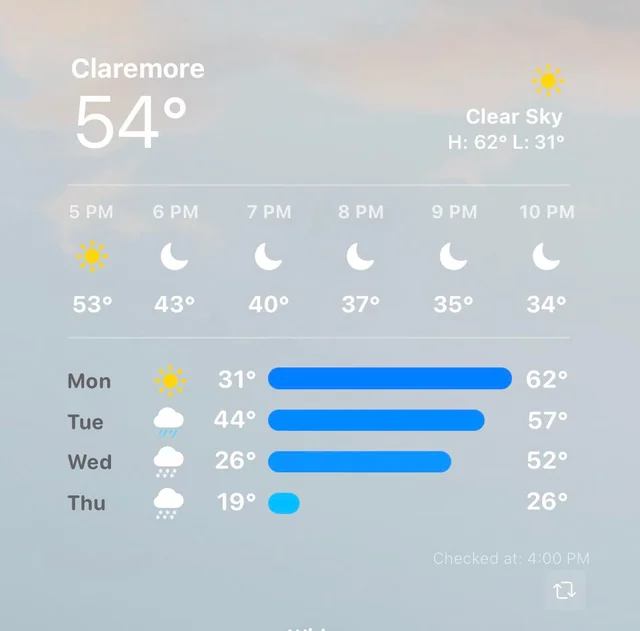 Claremore
54°
Clear Sky
H: 62° L: 31°
5 PM 6 PM 7 PM 8 PM 9 PM 10 PM
53° 43° 40° 37° 35° 34°
Mon 31° 62°
Tue 44° 57°
Wed 26° 52°
Thu 19° 26°
Checked at: 4:00 PM